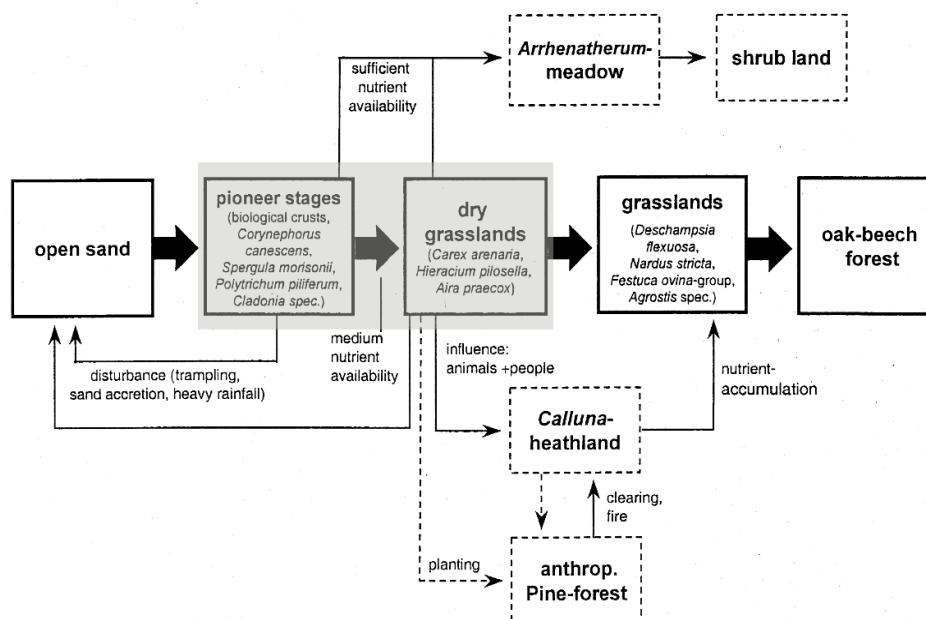 sufficient
nutrient
availability
Arrhenatherum-
meadow
shrub land
open sand
pioneer stages
(biological crusts,
Corynephorus
canescens,
Spergula morisonii,
Polytrichum piliferum,
Cladonia spec.)
dry
grasslands
(Carex arenaria,
Hieracium pilosella,
Aira praecox)
grasslands
(Deschampsia
flexuosa,
Nardus stricta,
Festuca ovina-group,
Agrostis spec.)
oak-beech
forest
disturbance (trampling,
sand accretion, heavy rainfall)
medium
nutrient
availability
influence:
animals +people
nutrient-
accumulation
Calluna-
heathland
clearing,
fire
planting
anthrop.
Pine-forest